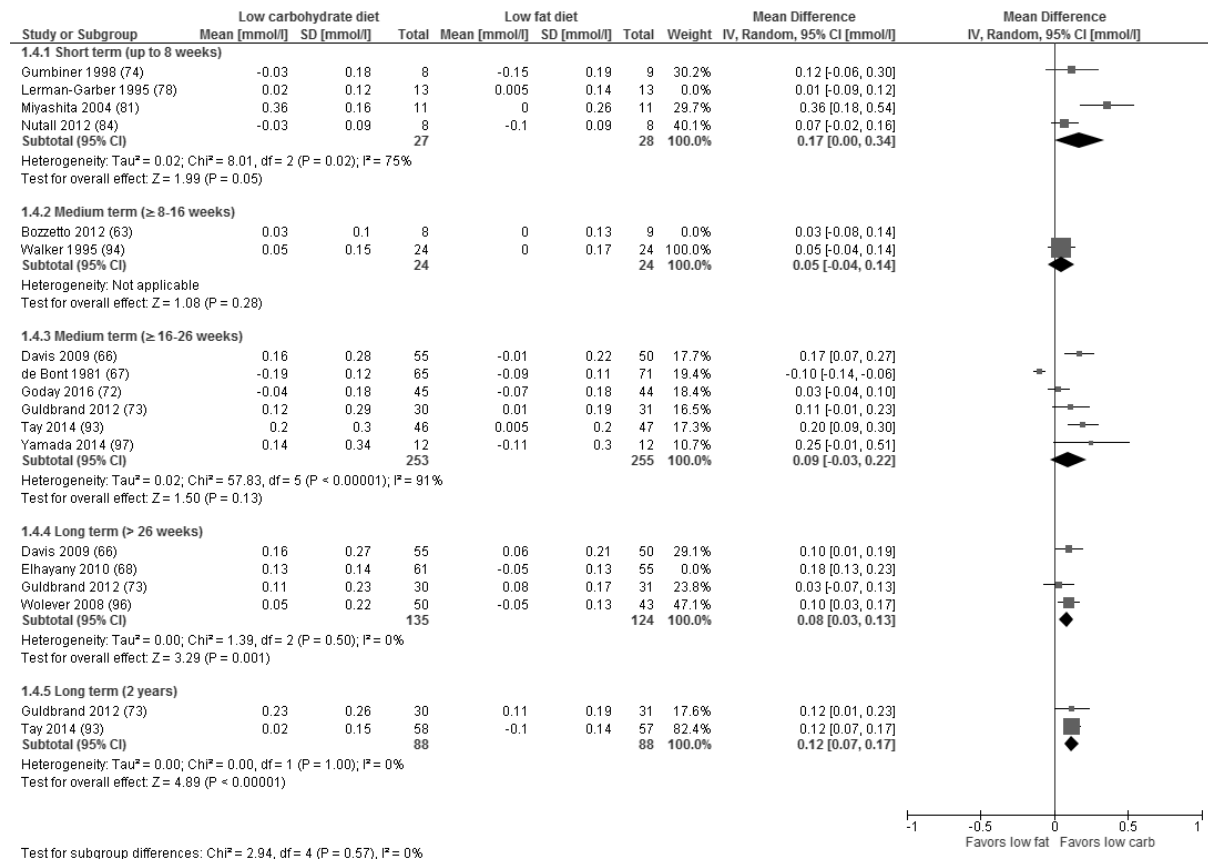 Low carbohydrate diet Low fat diet Mean Difference Mean Difference
Study or Subgroup Mean [mmol/l] SD [mmol/l] Total Mean [mmol/l] SD [mmol/l] Total Weight IV, Random, 95% CI [mmol/l] IV, Random, 95% CI [mmol/l]
1.4.1 Short term (up to 8 weeks)
Gumbiner 1998 (74) -0.03 0.18 8 -0.15 0.19 9 30.2% 0.12 [-0.06, 0.30]
Lerman-Garber 1995 (78) 0.02 0.12 13 0.005 0.14 13 0.0% 0.01 [-0.09, 0.12]
Miyashita 2004 (81) 0.36 0.16 11 0 0.26 11 29.7% 0.36 [0.18, 0.54]
Nutall 2012 (84) -0.03 0.09 8 -0.1 0.09 8 40.1% 0.07 [-0.02, 0.16]
Subtotal (95% CI) 27 28 100.0% 0.17 [0.00, 0.34]
Heterogeneity: Tau² = 0.02; Chi² = 8.01, df = 2 (P = 0.02); I² = 75%
Test for overall effect: Z = 1.99 (P = 0.05)
1.4.2 Medium term (≥ 8-16 weeks)
Bozzetto 2012 (63) 0.03 0.1 8 0 0.13 9 0.0% 0.03 [-0.08, 0.14]
Walker 1995 (94) 0.05 0.15 24 0 0.17 24 100.0% 0.05 [-0.04, 0.14]
Subtotal (95% CI) 24 24 100.0% 0.05 [-0.04, 0.14]
Heterogeneity: Not applicable
Test for overall effect: Z = 1.08 (P = 0.28)
1.4.3 Medium term (≥ 16-26 weeks)
Davis 2009 (66) 0.16 0.28 55 -0.01 0.22 50 17.7% 0.17 [0.07, 0.27]
de Bont 1981 (67) -0.19 0.12 65 -0.09 0.11 71 19.4% -0.10 [-0.14, -0.06]
Goday 2016 (72) -0.04 0.18 45 -0.07 0.18 44 18.4% 0.03 [-0.04, 0.10]
Guldbrand 2012 (73) 0.12 0.29 30 0.01 0.19 31 16.5% 0.11 [-0.01, 0.23]
Tay 2014 (93) 0.2 0.3 46 0.005 0.2 47 17.3% 0.20 [0.09, 0.30]
Yamada 2014 (97) 0.14 0.34 12 -0.11 0.3 12 10.7% 0.25 [-0.01, 0.51]
Subtotal (95% CI) 253 255 100.0% 0.09 [-0.03, 0.22]
Heterogeneity: Tau² = 0.02; Chi² = 57.83, df = 5 (P < 0.00001); I² = 91%
Test for overall effect: Z = 1.50 (P = 0.13)
1.4.4 Long term (> 26 weeks)
Davis 2009 (66) 0.16 0.27 55 0.06 0.21 50 29.1% 0.10 [0.01, 0.19]
Elhayany 2010 (68) 0.13 0.14 61 -0.05 0.13 55 0.0% 0.18 [0.13, 0.23]
Guldbrand 2012 (73) 0.11 0.23 30 0.08 0.17 31 23.8% 0.03 [-0.07, 0.13]
Wolever 2008 (96) 0.05 0.22 50 -0.05 0.13 43 47.1% 0.10 [0.03, 0.17]
Subtotal (95% CI) 135 124 100.0% 0.08 [0.03, 0.13]
Heterogeneity: Tau² = 0.00; Chi² = 1.39, df = 2 (P = 0.50); I² = 0%
Test for overall effect: Z = 3.29 (P = 0.001)
1.4.5 Long term (2 years)
Guldbrand 2012 (73) 0.23 0.26 30 0.11 0.19 31 17.6% 0.12 [0.01, 0.23]
Tay 2014 (93) 0.02 0.15 58 -0.1 0.14 57 82.4% 0.12 [0.07, 0.17]
Subtotal (95% CI) 88 88 100.0% 0.12 [0.07, 0.17]
Heterogeneity: Tau² = 0.00; Chi² = 0.00, df = 1 (P = 1.00); I² = 0%
Test for overall effect: Z = 4.89 (P < 0.00001)
-1 -0.5 0 0.5 1
Favors low fat Favors low carb
Test for subgroup differences: Chi² = 2.94, df = 4 (P = 0.57), I² = 0%